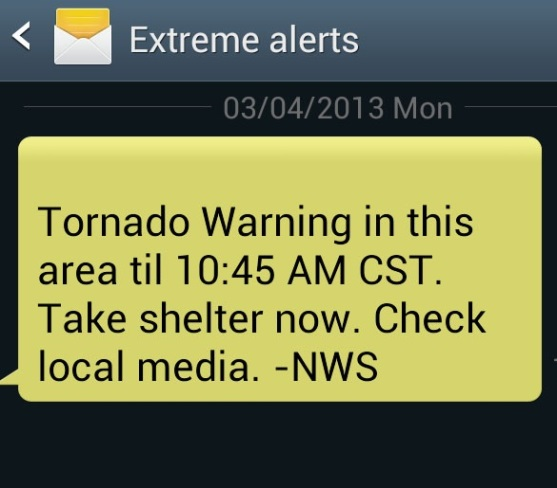 Extreme alerts
03/04/2013 Mon
Tornado Warning in this
area til 10:45 AM CST.
Take shelter now. Check
local media. -NWS